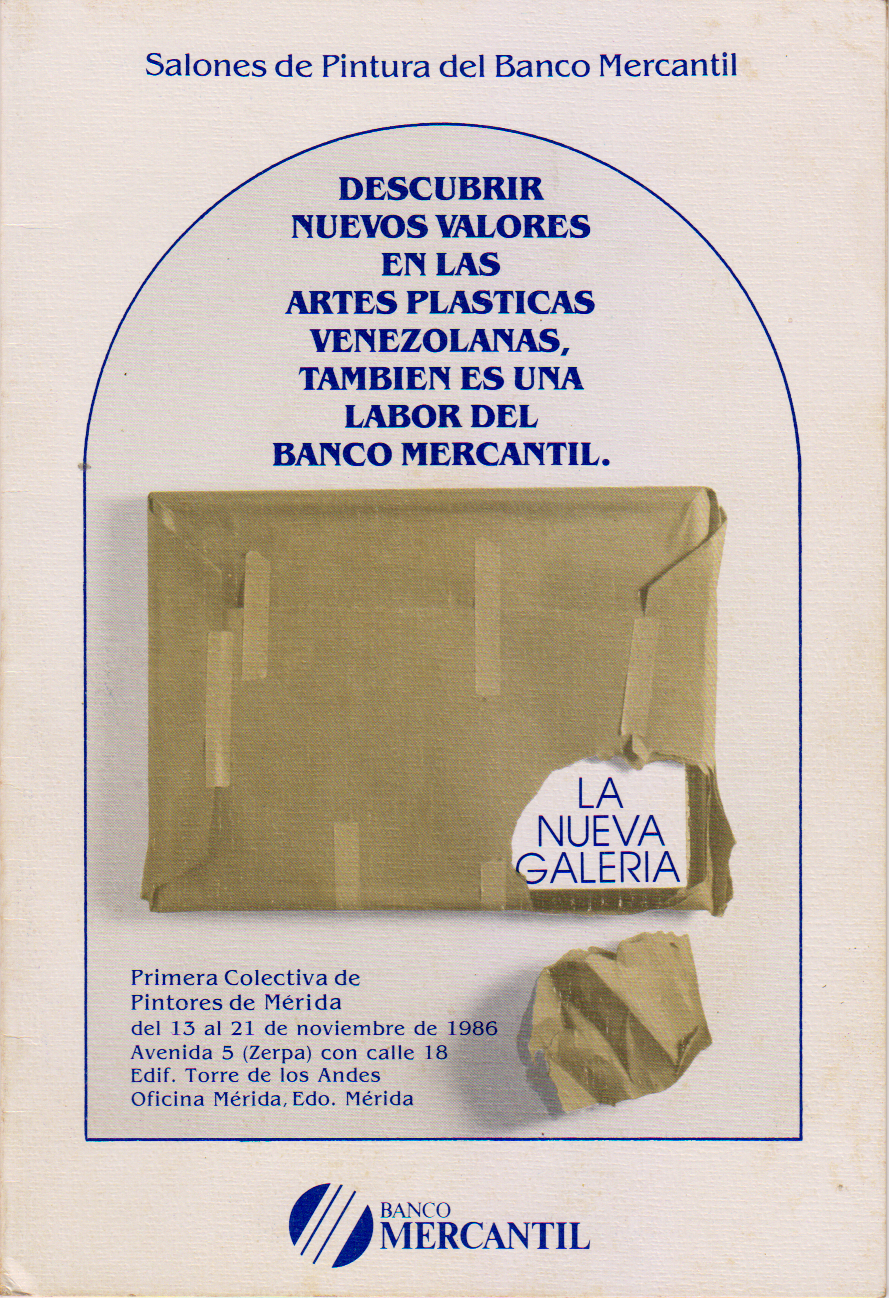 Salones de Pintura del Banco Mercantil
DESCUBRIR
NUEVOS VALORES
EN LAS
ARTES PLASTICAS
VENEZOLANAS,
TAMBIEN ES UNA
LABOR DEL
BANCO MERCANTIL.
LA
NUEVA
GALERIA
Primera Colectiva de
Pintores de Mérida
del 13 al 21 de noviembre de 1986
Avenida 5 (Zerpa) con calle 18
Edif. Torre de los Andes
Oficina Mérida, Edo. Mérida
BANCO
MERCANTIL